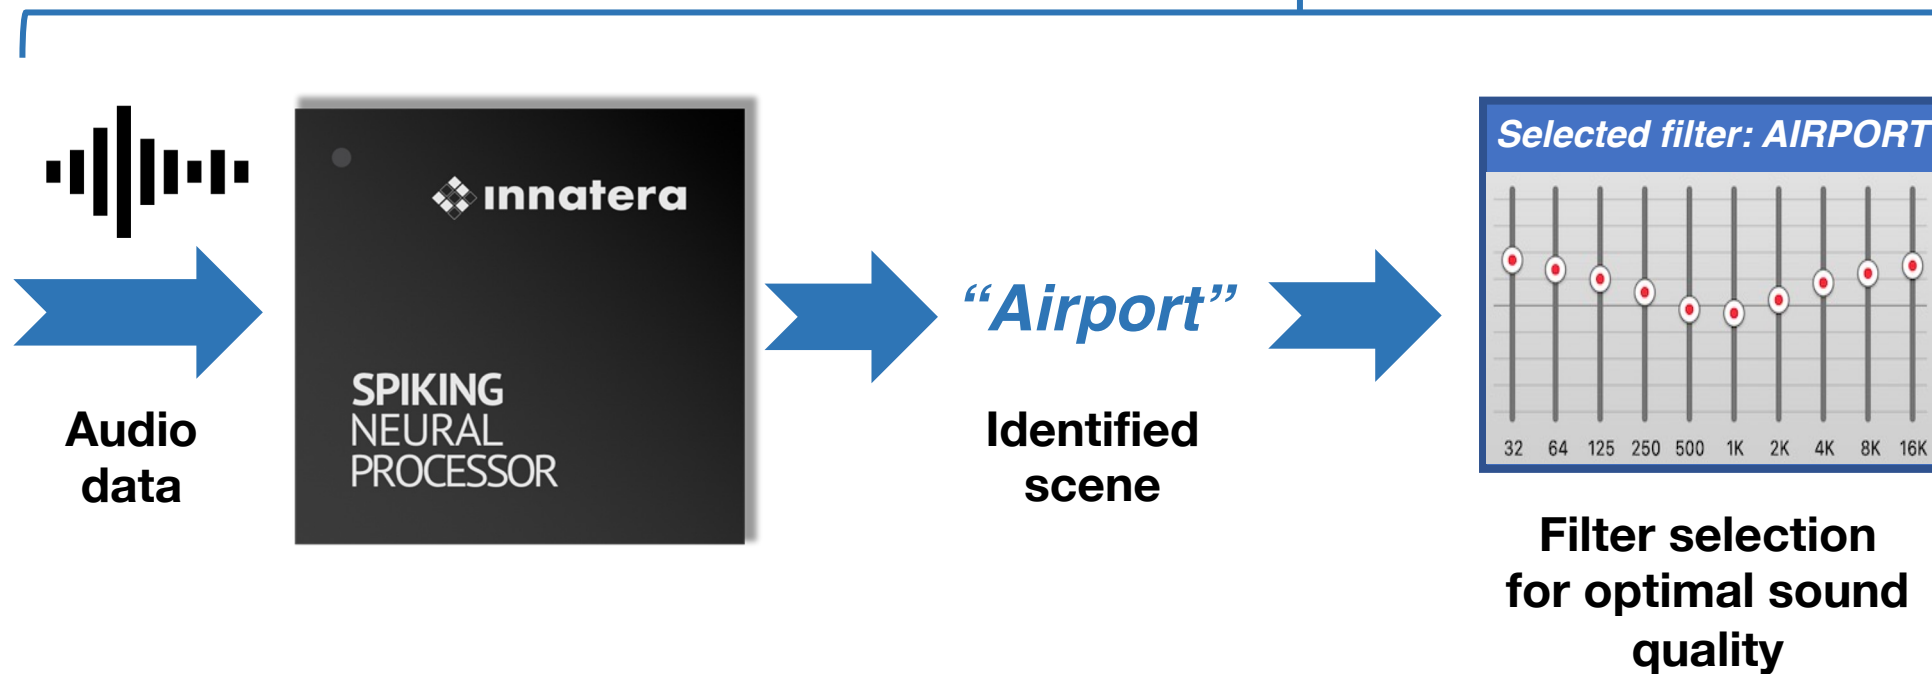 Audio
data
ınnatera
SPIKING
NEURAL
PROCESSOR
“Airport”
Identified
scene
Selected filter: AIRPORT
32 64 125 250 500 1K 2K 4K 8K 16K
Filter selection
for optimal sound
quality